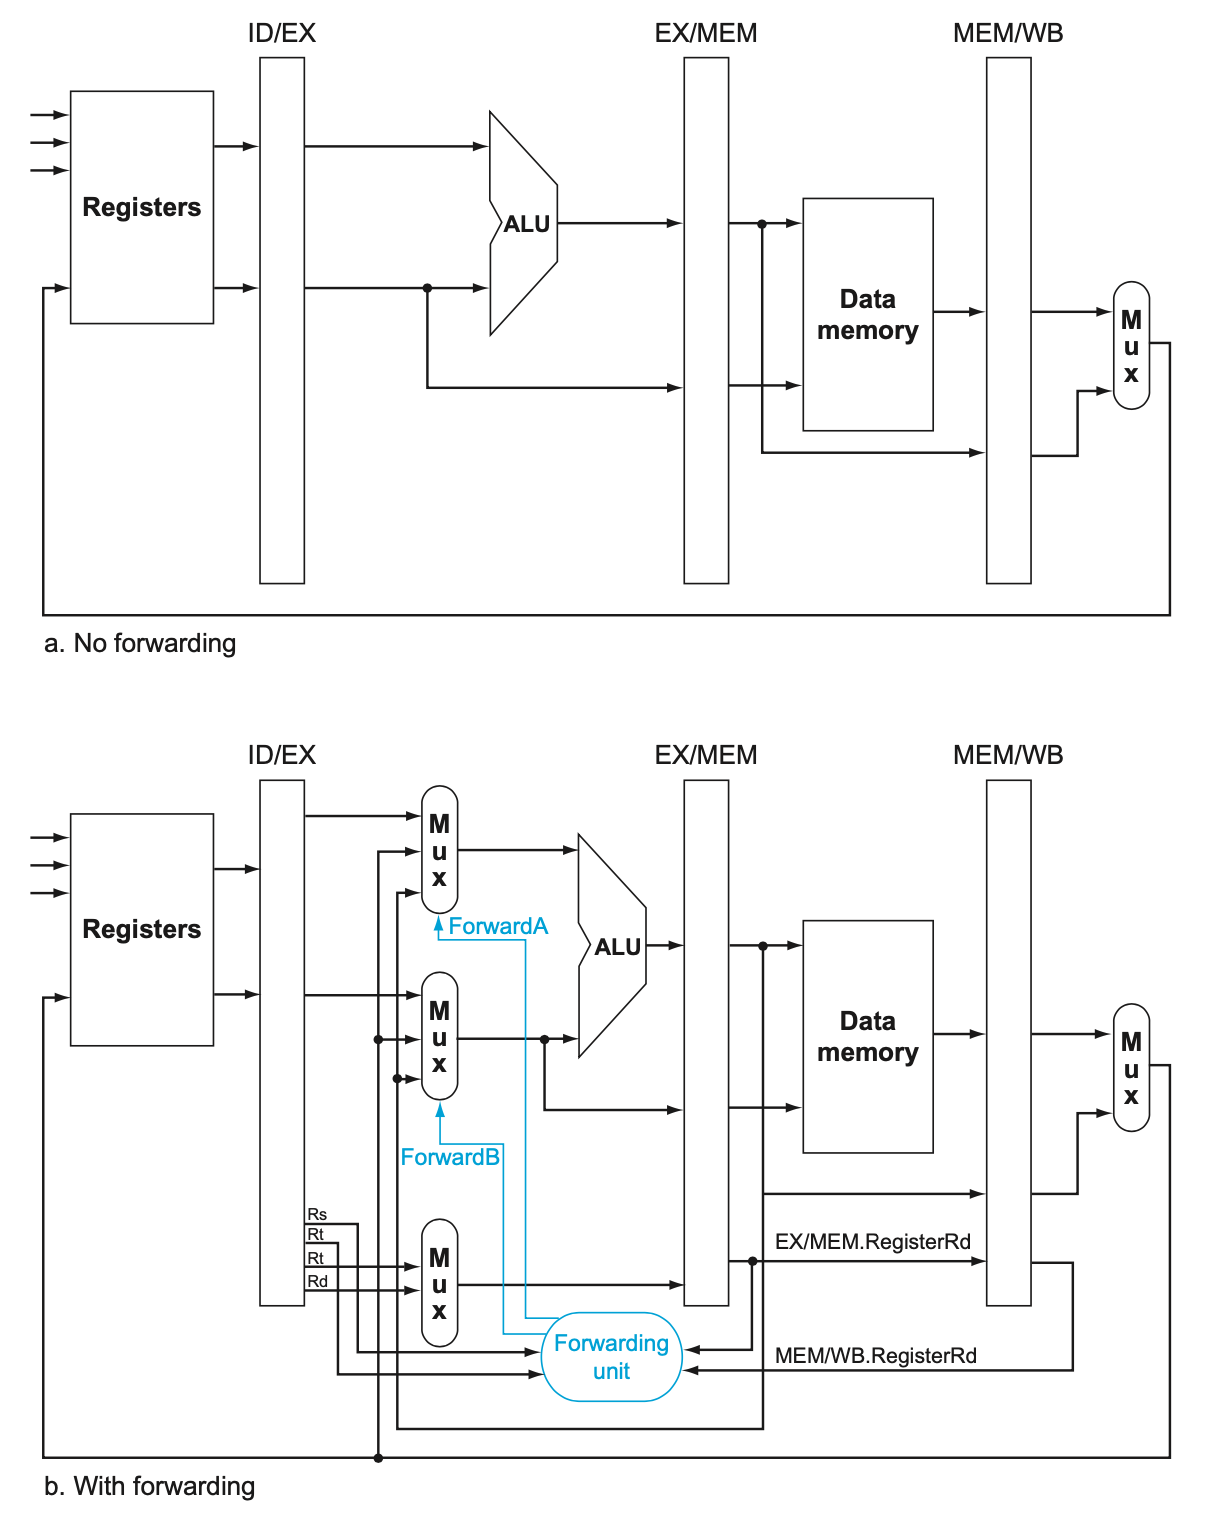 ID/EX
EX/MEM
MEM/WB
Registers
ALU
Data
memory
M
u
x
a. No forwarding
ID/EX
EX/MEM
MEM/WB
Registers
M
u
x
ForwardA
ALU
M
u
x
Data
memory
M
u
x
ForwardB
Rs
Rt
Rt
Rd
M
u
x
EX/MEM.RegisterRd
Forwarding
unit
MEM/WB.RegisterRd
b. With forwarding